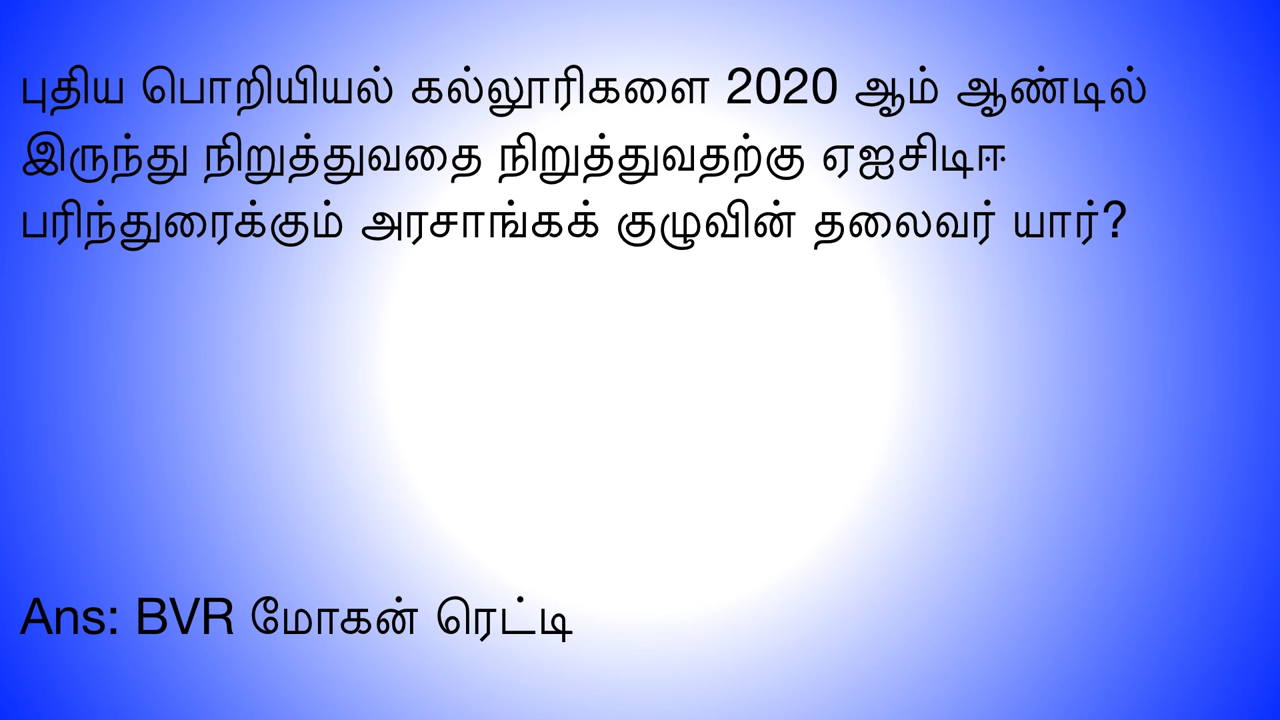 புதிய பொறியியல் கல்லூரிகளை 2020 ஆம் ஆண்டில்
இருந்து நிறுத்துவதை நிறுத்துவதற்கு ஏஐசிடிஈ
பரிந்துரைக்கும் அரசாங்கக் குழுவின் தலைவர் யார்?
Ans: BVR மோகன் ரெட்டி